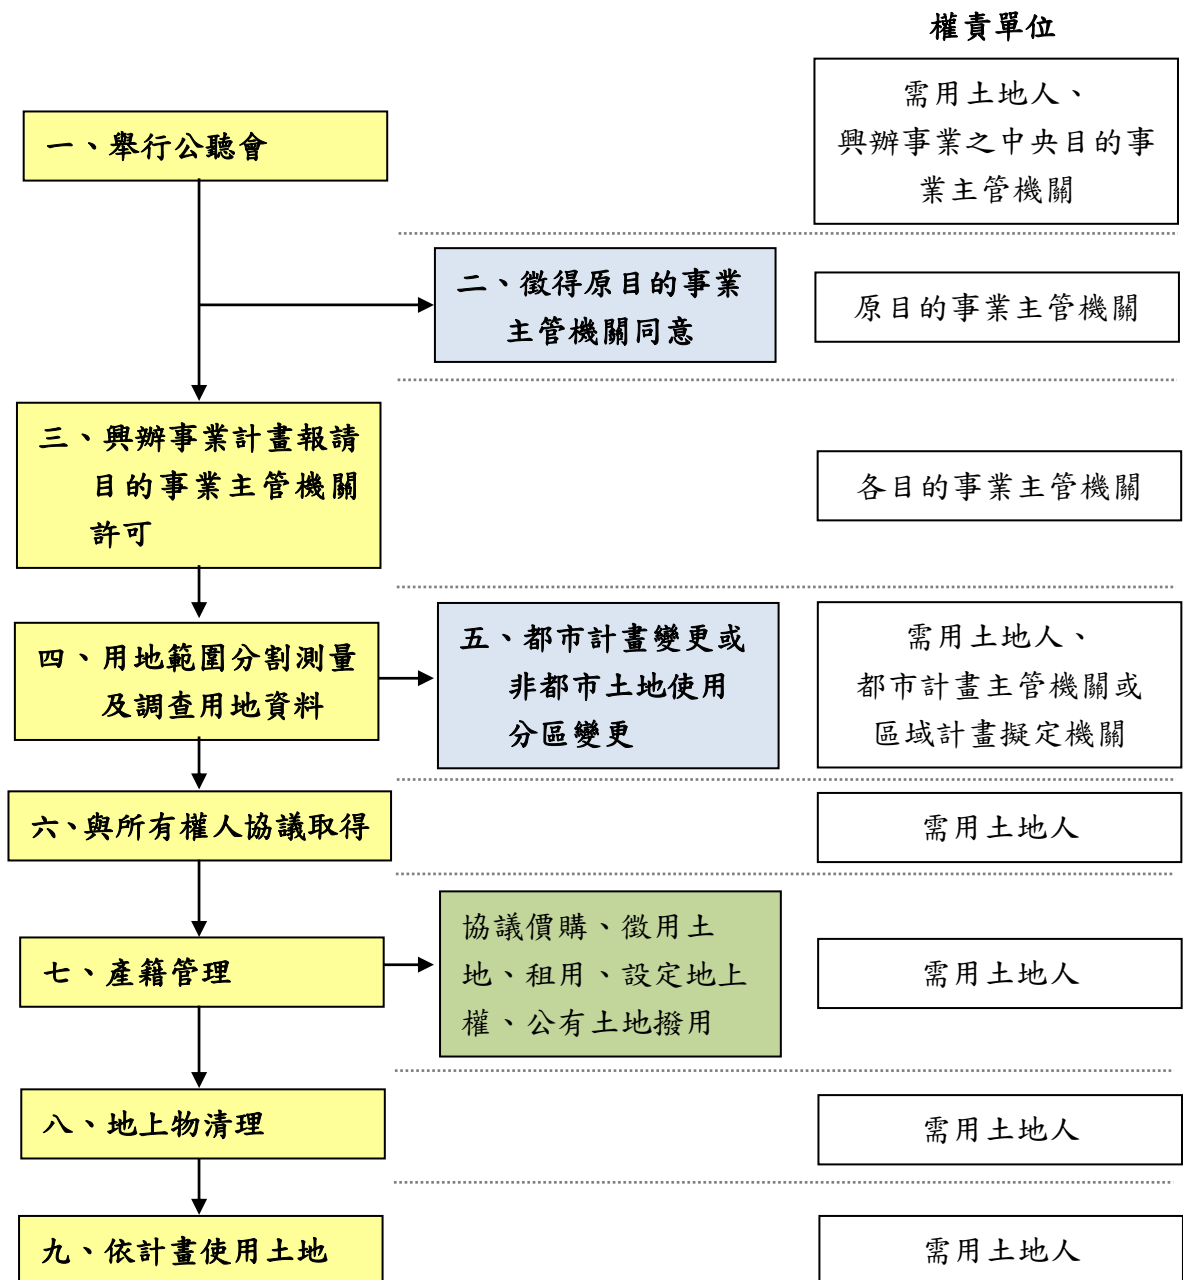 權責單位
需用土地人、
興辦事業之中央目的事
業主管機關
一、舉行公聽會
二、徵得原目的事業
主管機關同意
原目的事業主管機關
三、興辦事業計畫報請
目的事業主管機關
許可
各目的事業主管機關
四、用地範圍分割測量
及調查用地資料
五、都市計畫變更或
非都市土地使用
分區變更
需用土地人、
都市計畫主管機關或
區域計畫擬定機關
六、與所有權人協議取得
需用土地人
七、產籍管理
協議價購、徵用土
地、租用、設定地上
權、公有土地撥用
需用土地人
八、地上物清理
需用土地人
九、依計畫使用土地
需用土地人